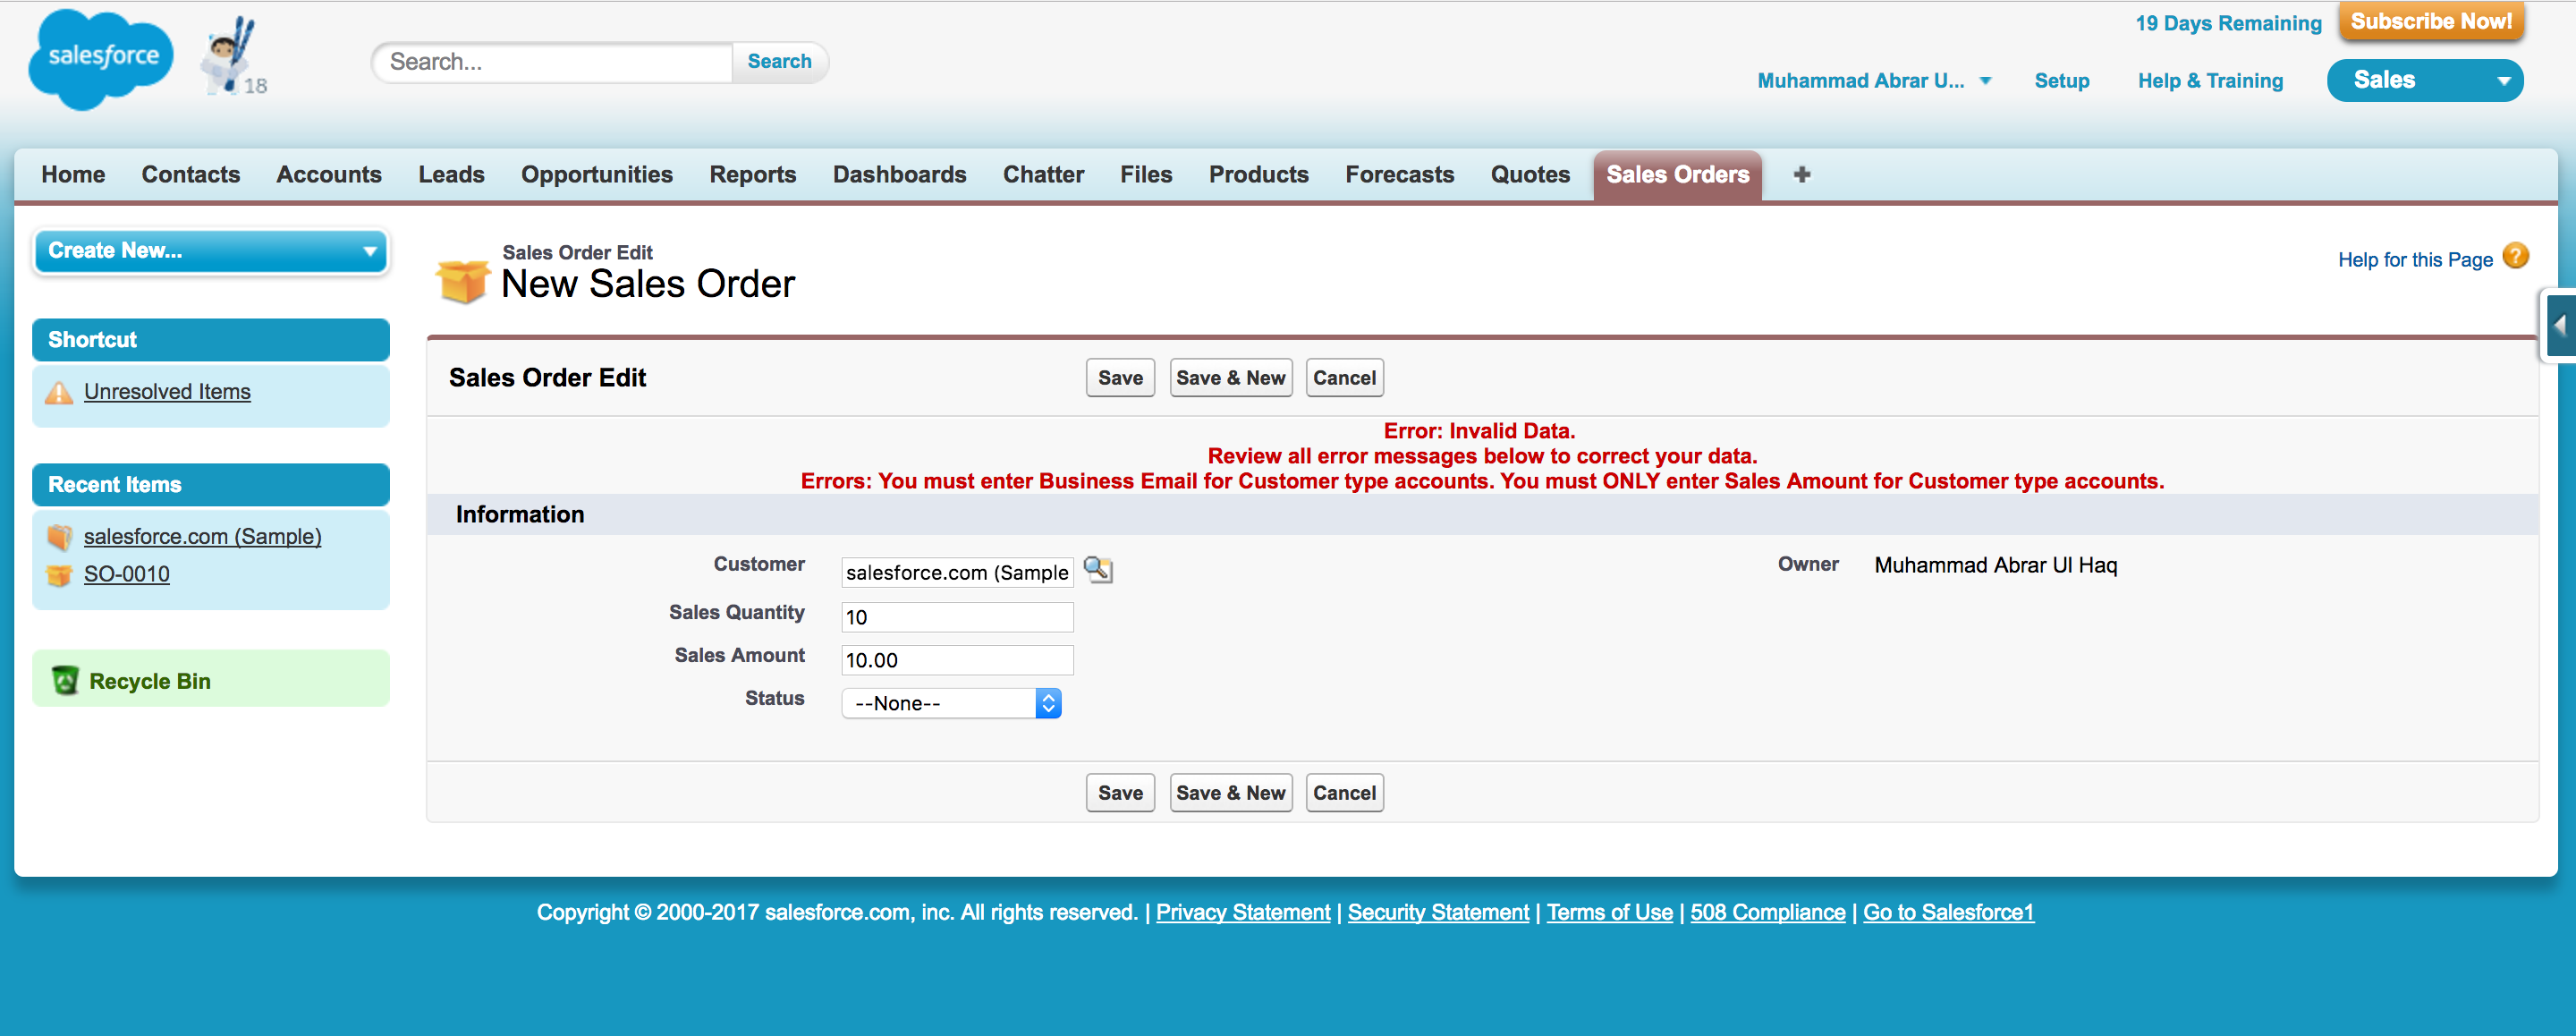 salesforce
18
Search...
Search
19 Days Remaining
Subscribe Now!
Muhammad Abrar U...
Setup
Help & Training
Sales
Home
Contacts
Accounts
Leads
Opportunities
Reports
Dashboards
Chatter
Files
Products
Forecasts
Quotes
Sales Orders
+
Create New...
Shortcut
Unresolved Items
Recent Items
salesforce.com (Sample)
SO-0010
Recycle Bin
Sales Order Edit
New Sales Order
Help for this Page
?
Sales Order Edit
Save
Save & New
Cancel
Error: Invalid Data.
Review all error messages below to correct your data.
Errors: You must enter Business Email for Customer type accounts. You must ONLY enter Sales Amount for Customer type accounts.
Information
Customer
salesforce.com (Sample
Owner
Muhammad Abrar Ul Haq
Sales Quantity
10
Sales Amount
10.00
Status
--None--
Save
Save & New
Cancel
Copyright © 2000-2017 salesforce.com, inc. All rights reserved. | Privacy Statement | Security Statement | Terms of Use | 508 Compliance | Go to Salesforce1